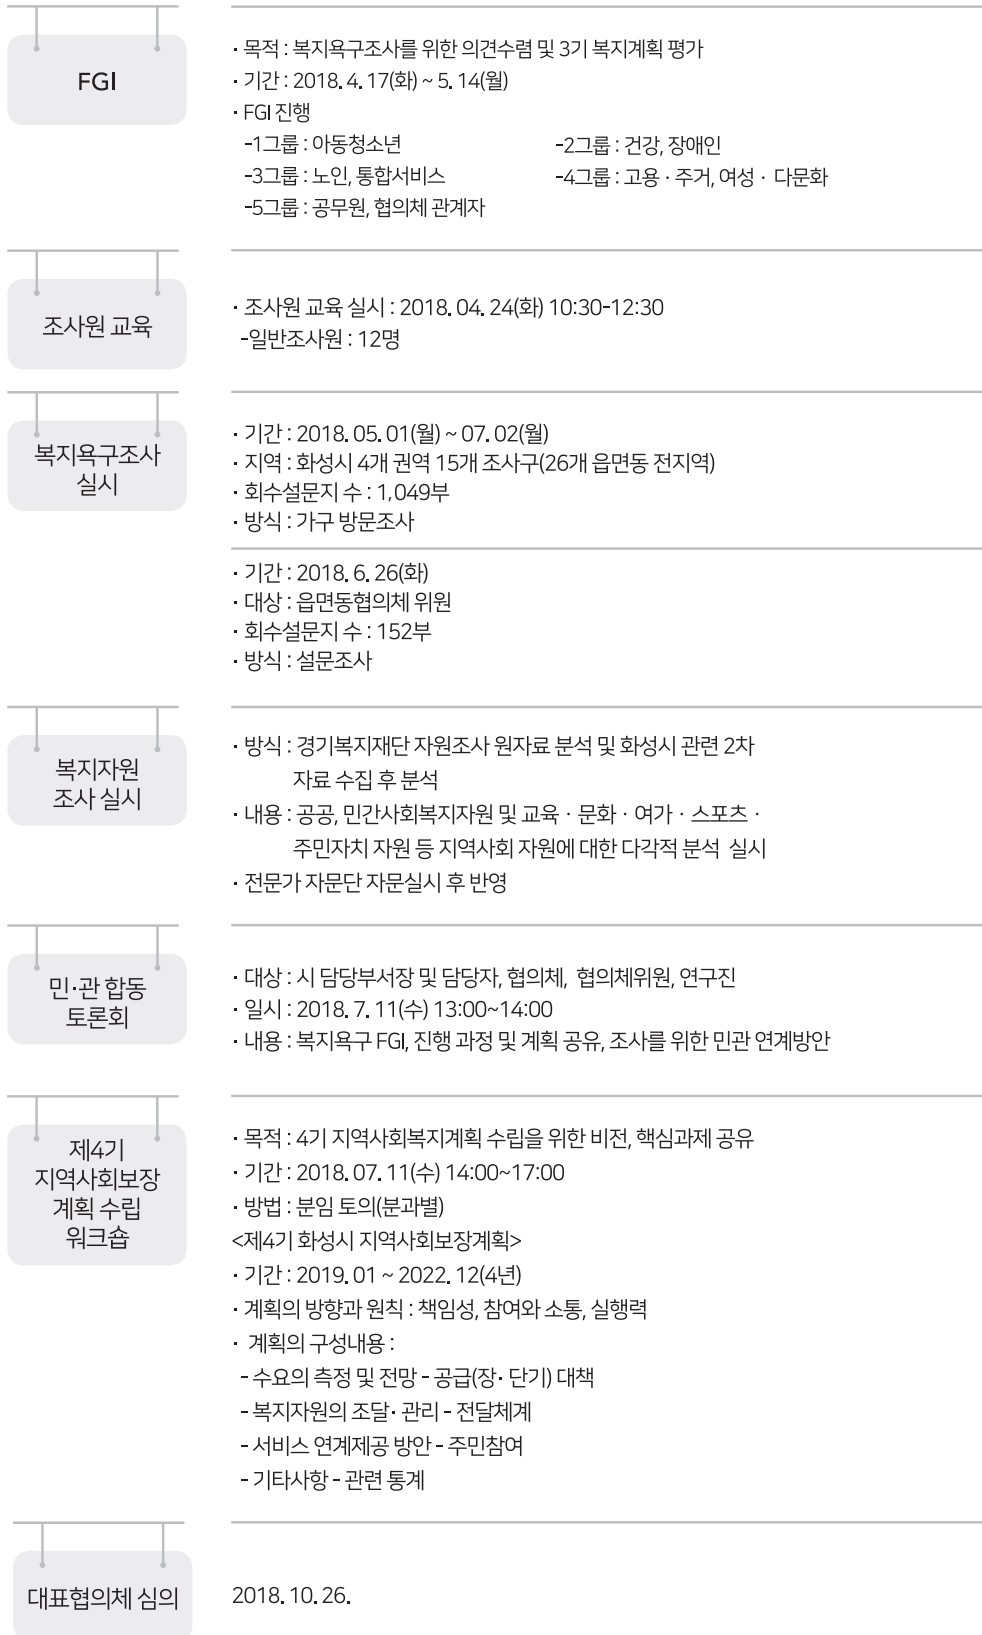 FGI
· 목적 : 복지욕구조사를 위한 의견수렴 및 3기 복지계획 평가
· 기간 : 2018. 4. 17(화) ~ 5. 14(월)
· FGI 진행
-1그룹 : 아동청소년 -2그룹 : 건강, 장애인
-3그룹 : 노인, 통합서비스 -4그룹 : 고용 · 주거, 여성 · 다문화
-5그룹 : 공무원, 협의체 관계자
조사원 교육
· 조사원 교육 실시 : 2018. 04. 24(화) 10:30-12:30
-일반조사원 : 12명
복지욕구조사
실시
· 기간 : 2018. 05. 01(월) ~ 07. 02(월)
· 지역 : 화성시 4개 권역 15개 조사구(26개 읍면동 전지역)
· 회수설문지 수 : 1,049부
· 방식 : 가구 방문조사
· 기간 : 2018. 6. 26(화)
· 대상 : 읍면동협의체 위원
· 회수설문지 수 : 152부
· 방식 : 설문조사
복지자원
조사 실시
· 방식 : 경기복지재단 자원조사 원자료 분석 및 화성시 관련 2차
자료 수집 후 분석
· 내용 : 공공, 민간사회복지자원 및 교육 · 문화 · 여가 · 스포츠 ·
주민자치 자원 등 지역사회 자원에 대한 다각적 분석 실시
· 전문가 자문단 자문실시 후 반영
민·관 합동
토론회
· 대상 : 시 담당부서장 및 담당자, 협의체, 협의체위원, 연구진
· 일시 : 2018. 7. 11(수) 13:00~14:00
· 내용 : 복지욕구 FGI, 진행 과정 및 계획 공유, 조사를 위한 민관 연계방안
제4기
지역사회보장
계획 수립
워크숍
· 목적 : 4기 지역사회복지계획 수립을 위한 비전, 핵심과제 공유
· 기간 : 2018. 07. 11(수) 14:00~17:00
· 방법 : 분임 토의(분과별)
<제4기 화성시 지역사회보장계획>
· 기간 : 2019. 01 ~ 2022. 12(4년)
· 계획의 방향과 원칙 : 책임성, 참여와 소통, 실행력
· 계획의 구성내용 :
- 수요의 측정 및 전망 - 공급(장· 단기) 대책
- 복지자원의 조달· 관리 - 전달체계
- 서비스 연계제공 방안 - 주민참여
- 기타사항 - 관련 통계
대표협의체 심의
2018. 10. 26.